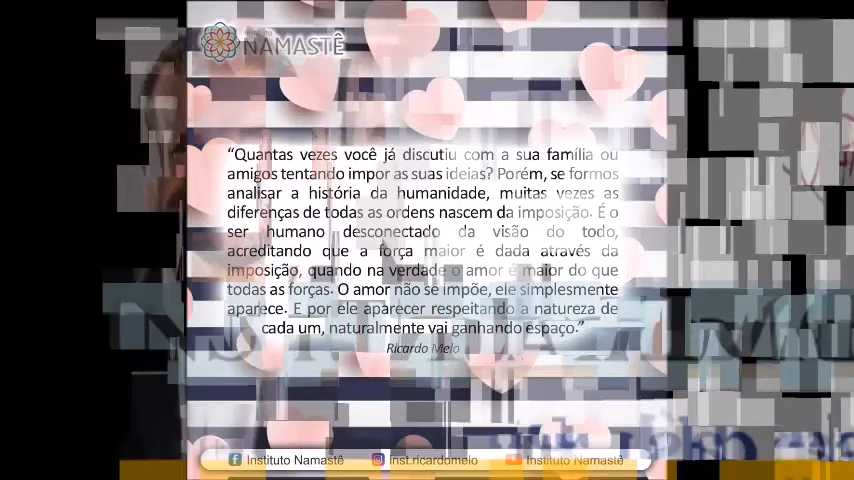 Instituto
NAMASTÊ
“Quantas vezes você já discutiu com a sua família ou
amigos tentando impor as suas ideias? Porém, se formos
analisar a história da humanidade, muitas vezes as
diferenças de todas as ordens nascem da imposição. É o
ser humano desconectado da visão do todo,
acreditando que a força maior é dada através da
imposição, quando na verdade o amor é maior do que
todas as forças. O amor não se impõe, ele simplesmente
aparece. E por ele aparecer respeitando a natureza de
cada um, naturalmente vai ganhando espaço.”
Ricardo Melo
Instituto Namastê inst.ricardomelo Instituto Namastê